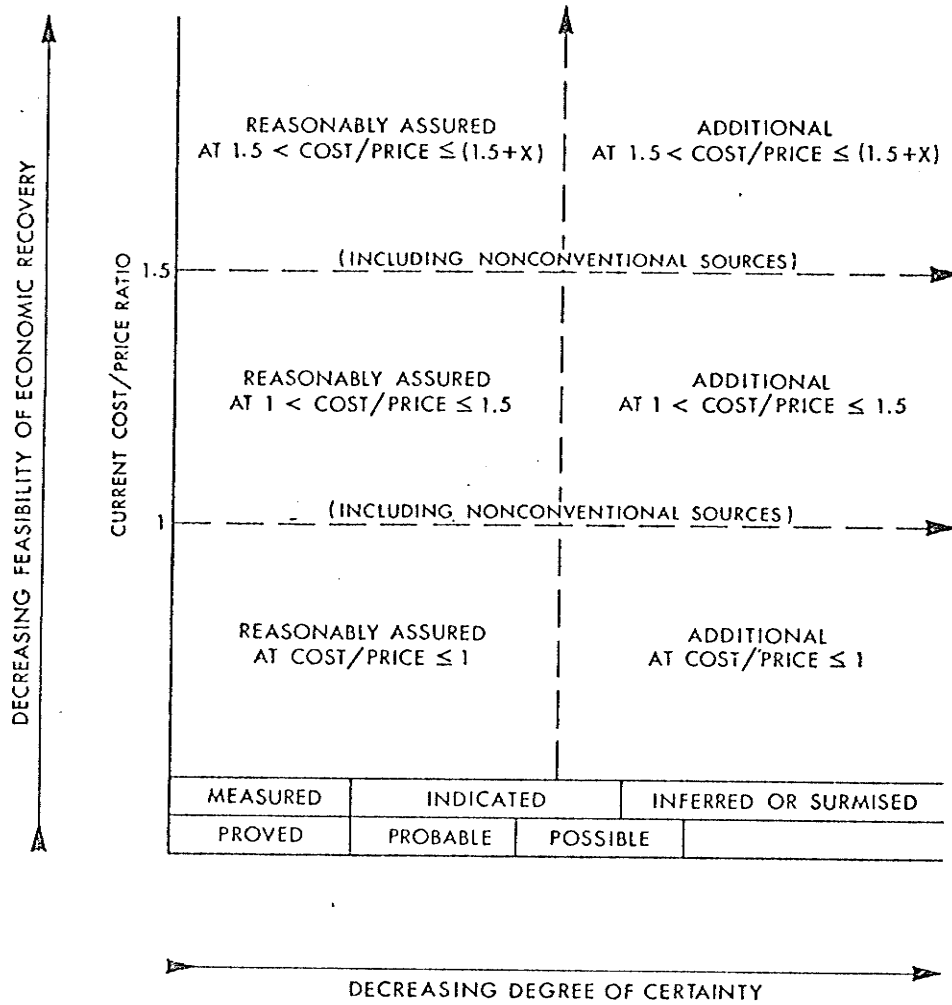 DECREASING FEASIBILITY OF ECONOMIC RECOVERY
CURRENT COST/PRICE RATIO
REASONABLY ASSURED
AT 1.5 < COST/PRICE ≤ (1.5+X)
ADDITIONAL
AT 1.5 < COST/PRICE ≤ (1.5+X)
(INCLUDING NONCONVENTIONAL SOURCES)
1.5
REASONABLY ASSURED
AT 1 < COST/PRICE ≤ 1.5
ADDITIONAL
AT 1 < COST/PRICE ≤ 1.5
(INCLUDING NONCONVENTIONAL SOURCES)
1
REASONABLY ASSURED
AT COST/PRICE ≤ 1
ADDITIONAL
AT COST/PRICE ≤ 1
MEASURED INDICATED INFERRED OR SURMISED
PROVED PROBABLE POSSIBLE
DECREASING DEGREE OF CERTAINTY